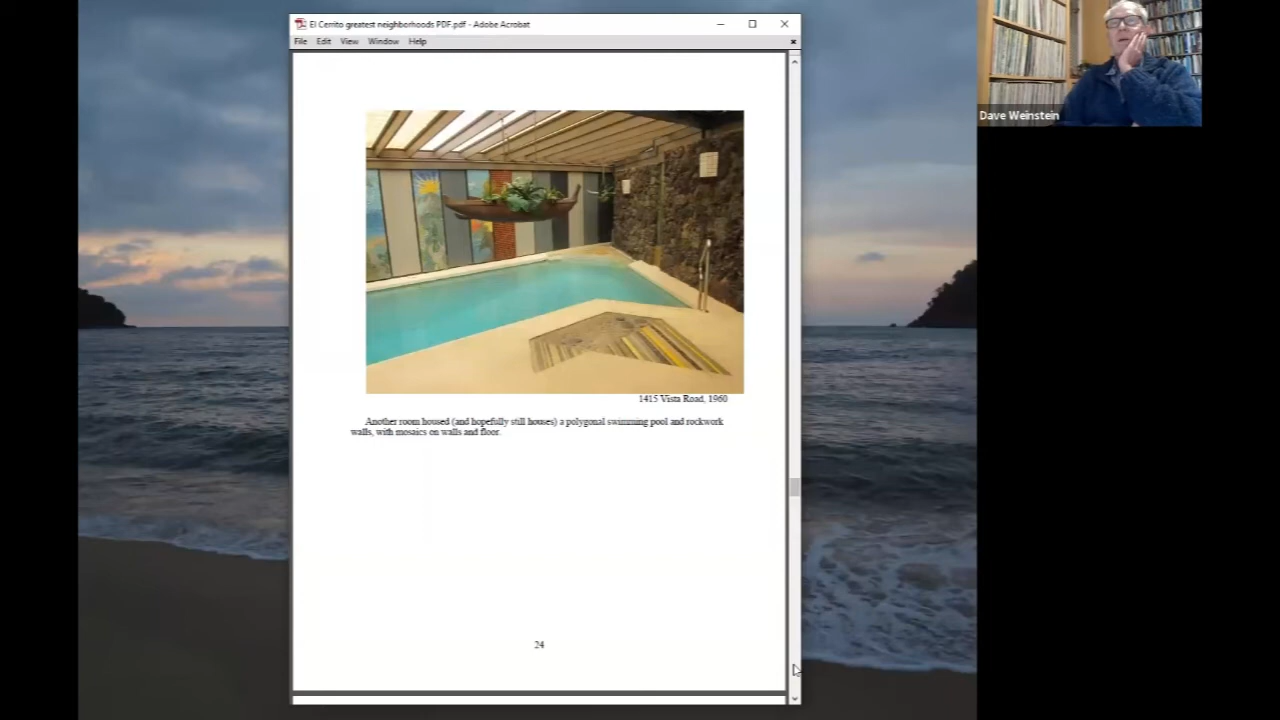 El Cerrito greatest neighborhoods PDF.pdf - Adobe Acrobat
File Edit View Window Help
Dave Weinstein
1415 Vista Road, 1960
Another room housed (and hopefully still houses) a polygonal swimming pool and rockwork
walls, with mosaics on walls and floor.
24